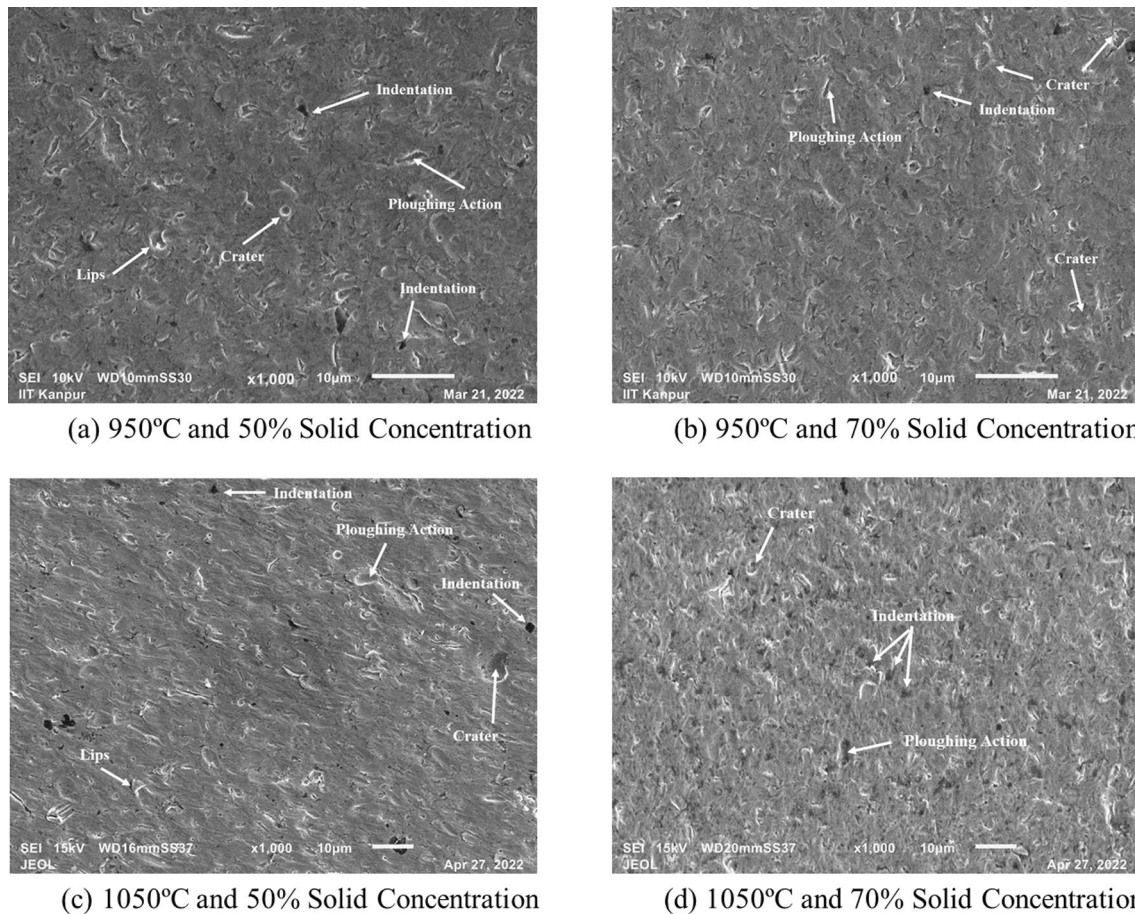 Indentation
Ploughing Action
Crater
Lips
Indentation
SEI 10kV WD10mmSS30 x1,000 10µm
IIT Kanpur Mar 21, 2022
(a) 950ºC and 50% Solid Concentration
Crater
Indentation
Ploughing Action
Crater
SEI 10kV WD10mmSS30 x1,000 10µm
IIT Kanpur Mar 21, 2022
(b) 950ºC and 70% Solid Concentration
Indentation
Ploughing Action
Indentation
Crater
Lips
SEI 15kV WD16mmSS37 x1,000 10µm
JEOL Apr 27, 2022
(c) 1050ºC and 50% Solid Concentration
Crater
Indentation
Ploughing Action
SEI 15kV WD20mmSS37 x1,000 10µm
JEOL Apr 27, 2022
(d) 1050ºC and 70% Solid Concentration